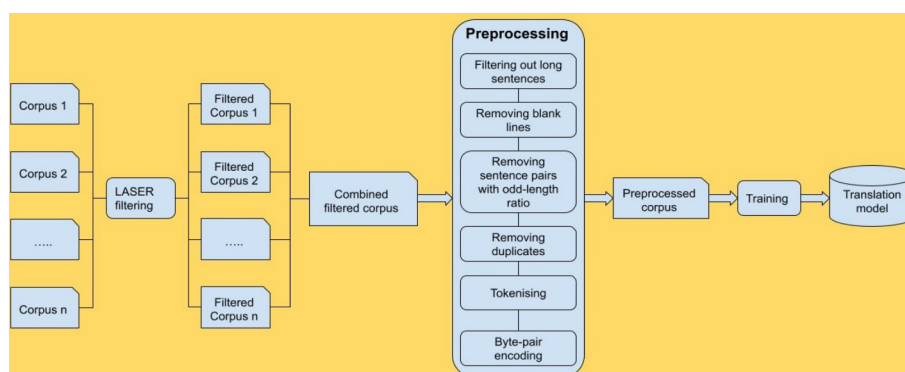 Preprocessing
Corpus 1
Corpus 2
.....
Corpus n
LASER
filtering
Filtered
Corpus 1
Filtered
Corpus 2
.....
Filtered
Corpus n
Combined
filtered corpus
Filtering out long
sentences
Removing blank
lines
Removing
sentence pairs
with odd-length
ratio
Removing
duplicates
Tokenising
Byte-pair
encoding
Preprocessed
corpus
Training
Translation
model